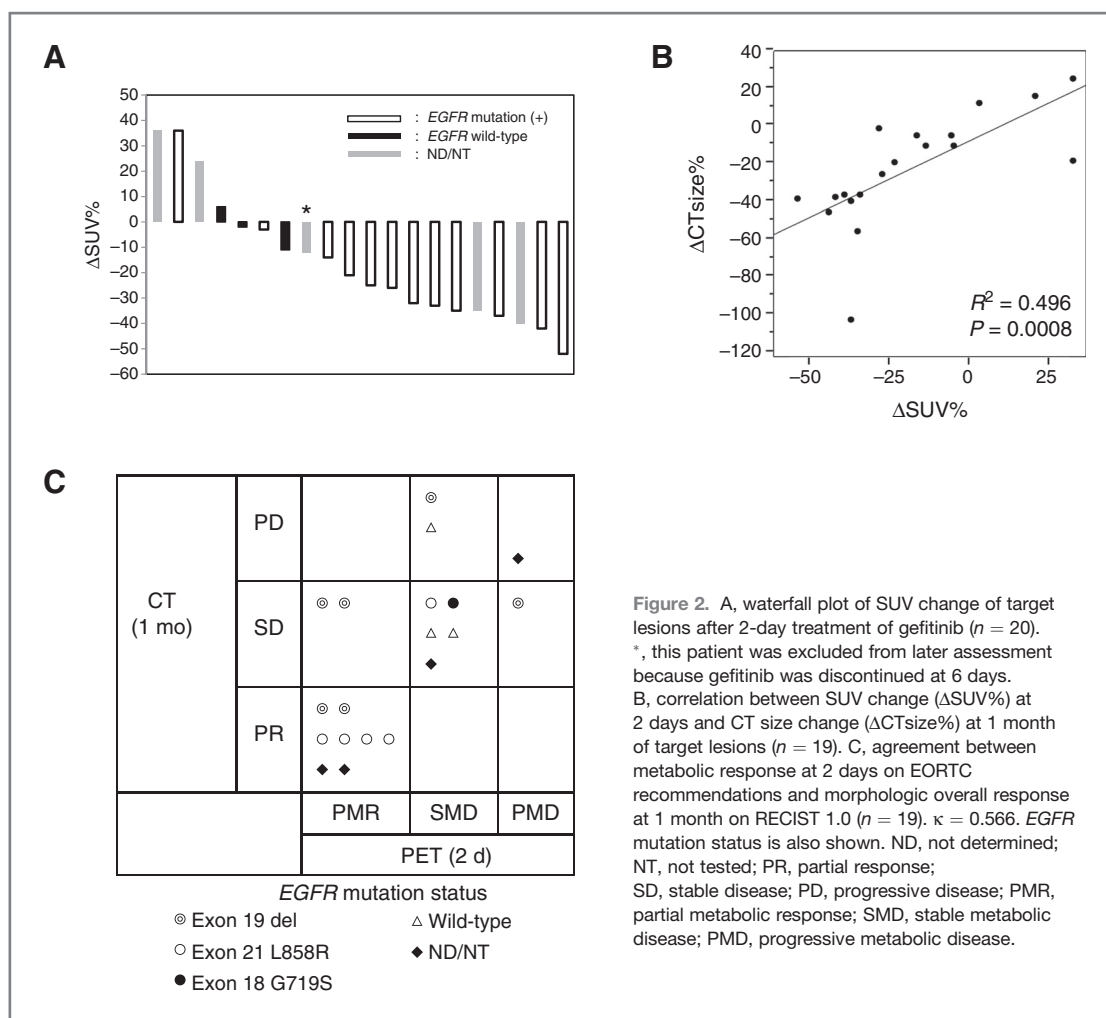 A
50
40
30
20
10
0
−10
−20
−30
−40
−50
−60
ΔSUV%
: EGFR mutation (+)
: EGFR wild-type
: ND/NT
*
B
40
20
0
−20
−40
−60
−80
−100
−120
ΔCTsize%
R² = 0.496
P = 0.0008
−50 −25 0 25
ΔSUV%
C
CT
(1 mo)
PD
SD
PR
PMR SMD PMD
PET (2 d)
EGFR mutation status
Exon 19 del
Exon 21 L858R
Exon 18 G719S
Wild-type
ND/NT
Figure 2. A, waterfall plot of SUV change of target
lesions after 2-day treatment of gefitinib (n = 20).
*, this patient was excluded from later assessment
because gefitinib was discontinued at 6 days.
B, correlation between SUV change (ΔSUV%) at
2 days and CT size change (ΔCTsize%) at 1 month
of target lesions (n = 19). C, agreement between
metabolic response at 2 days on EORTC
recommendations and morphologic overall response
at 1 month on RECIST 1.0 (n = 19). κ = 0.566. EGFR
mutation status is also shown. ND, not determined;
NT, not tested; PR, partial response;
SD, stable disease; PD, progressive disease; PMR,
partial metabolic response; SMD, stable metabolic
disease; PMD, progressive metabolic disease.